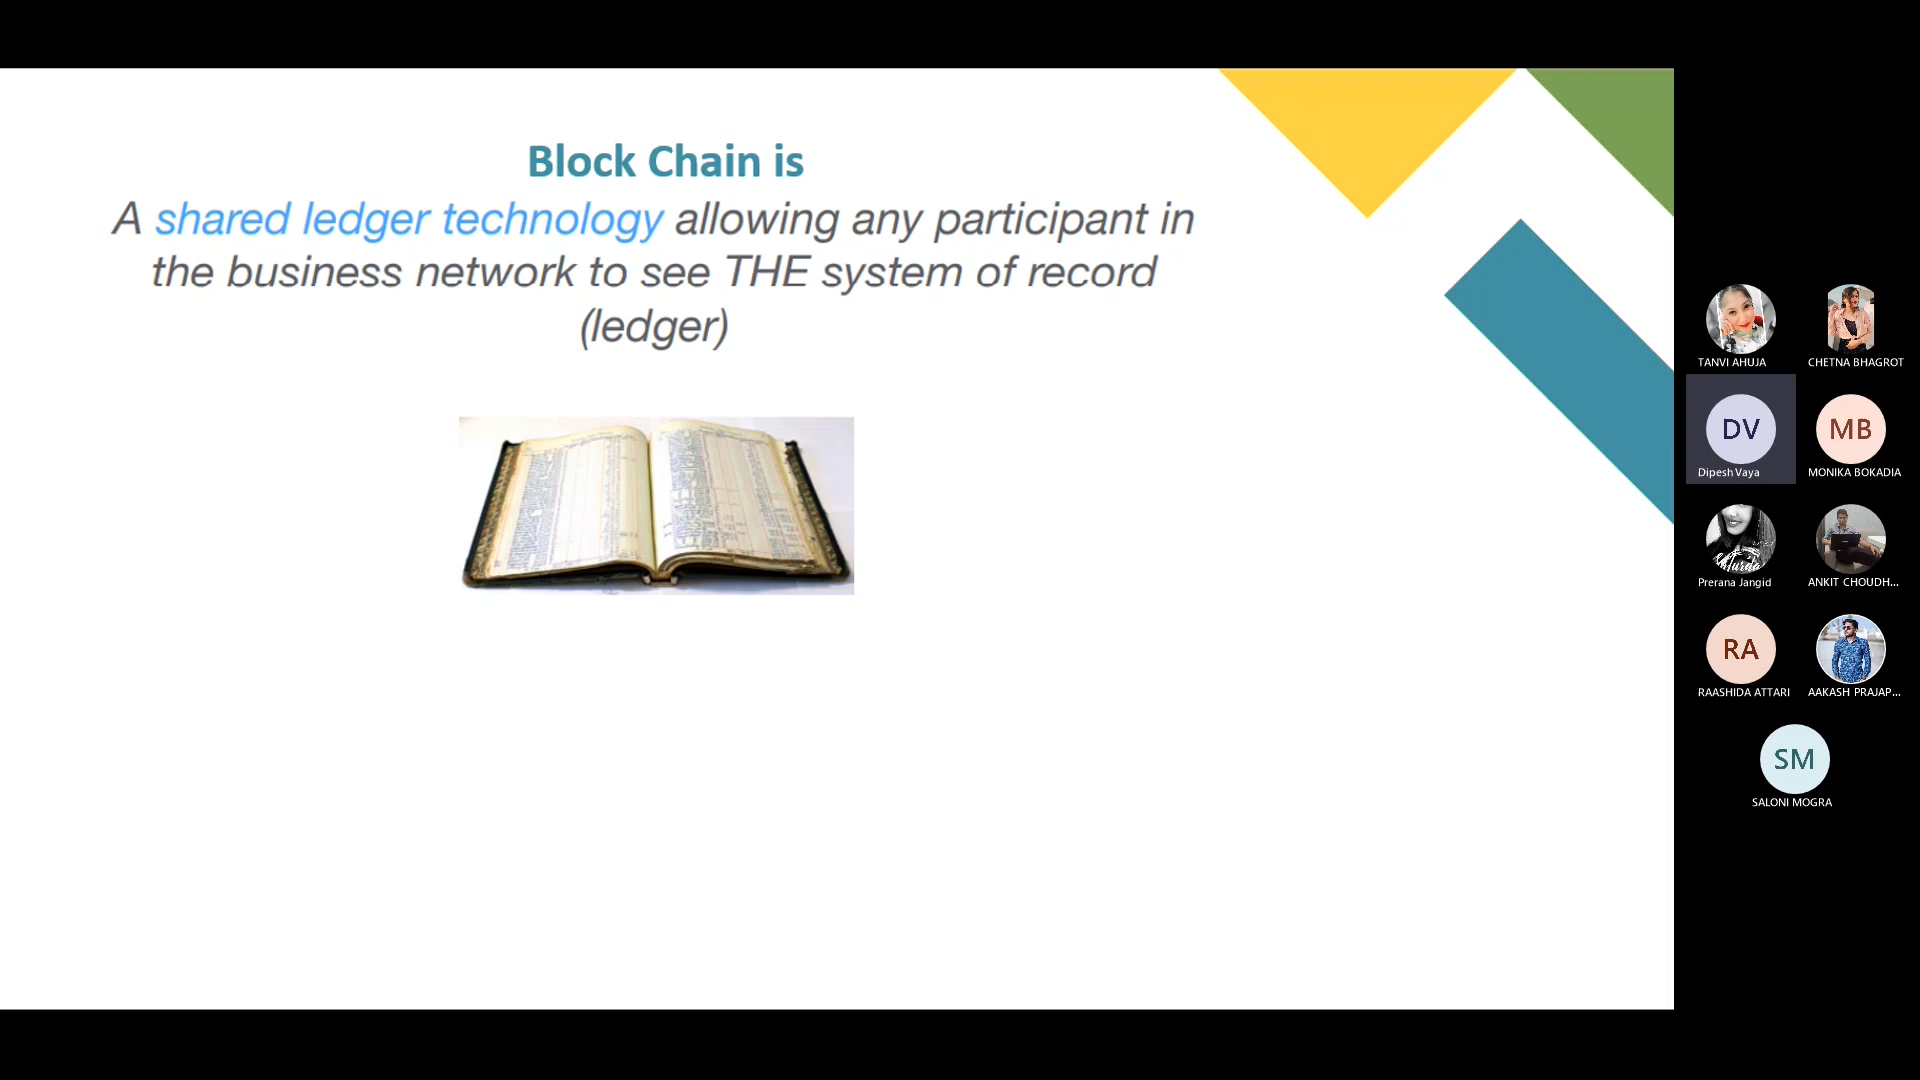 Block Chain is
A shared ledger technology allowing any participant in
the business network to see THE system of record
(ledger)
TANVI AHUJA
CHETNA BHAGROT
DV
MB
Dipesh Vaya
MONIKA BOKADIA
Prerana Jangid
ANKIT CHOUDH...
RA
RAASHIDA ATTARI
AAKASH PRAJAP...
SM
SALONI MOGRA